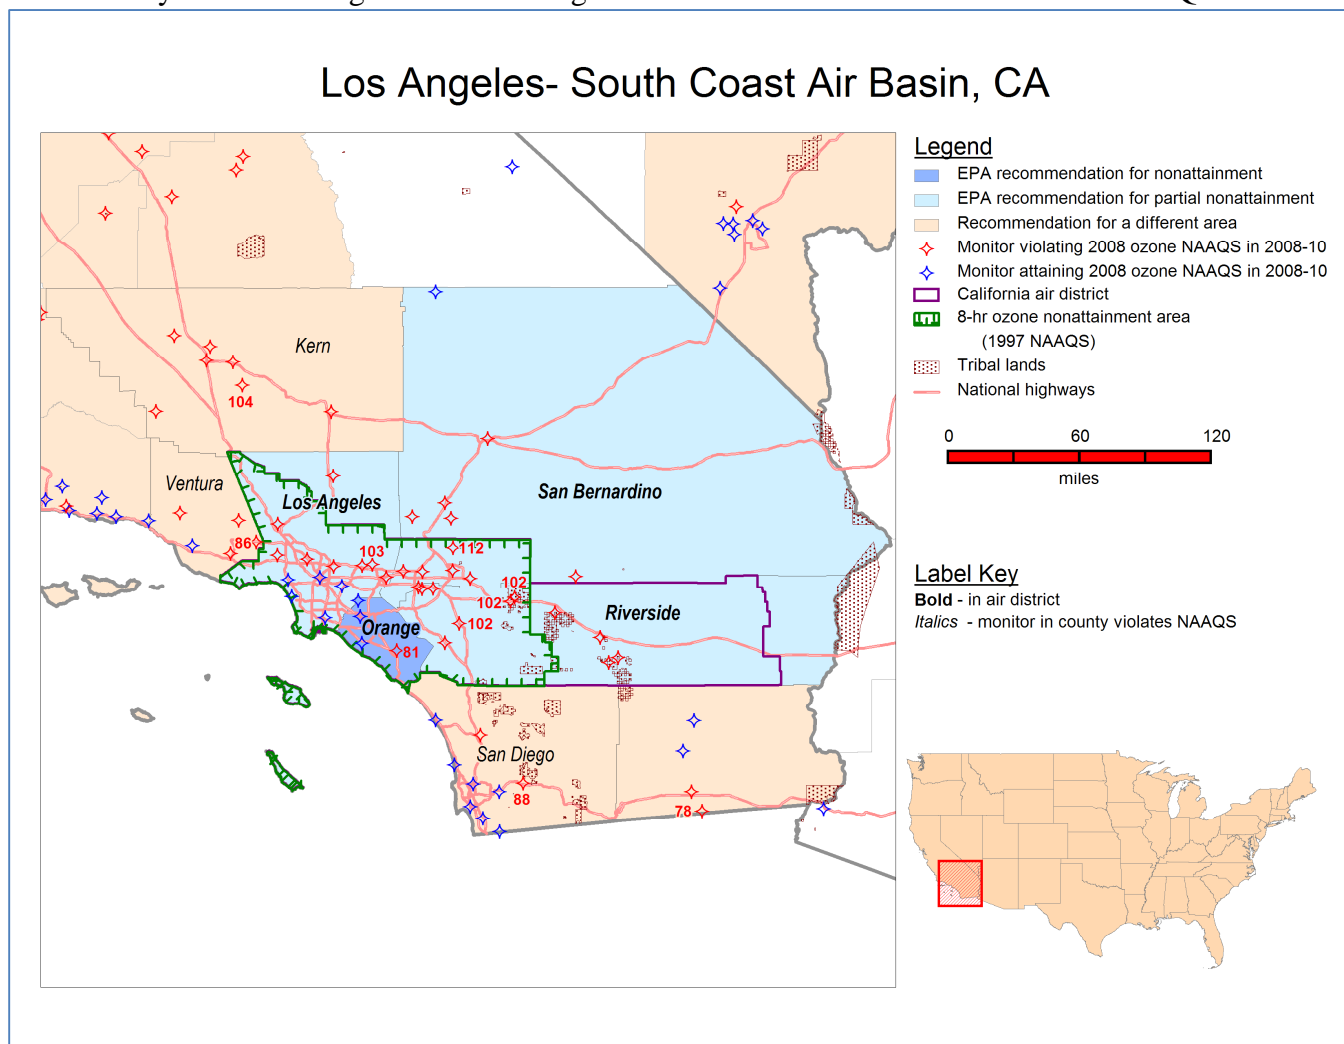 Los Angeles- South Coast Air Basin, CA
Legend
EPA recommendation for nonattainment
EPA recommendation for partial nonattainment
Recommendation for a different area
Monitor violating 2008 ozone NAAQS in 2008-10
Monitor attaining 2008 ozone NAAQS in 2008-10
California air district
8-hr ozone nonattainment area
(1997 NAAQS)
Tribal lands
National highways
0 60 120
miles
Label Key
Bold - in air district
Italics - monitor in county violates NAAQS
Kern
104
Ventura
Los Angeles
San Bernardino
86
103
112
102
102
102
Riverside
Orange
81
San Diego
88
78